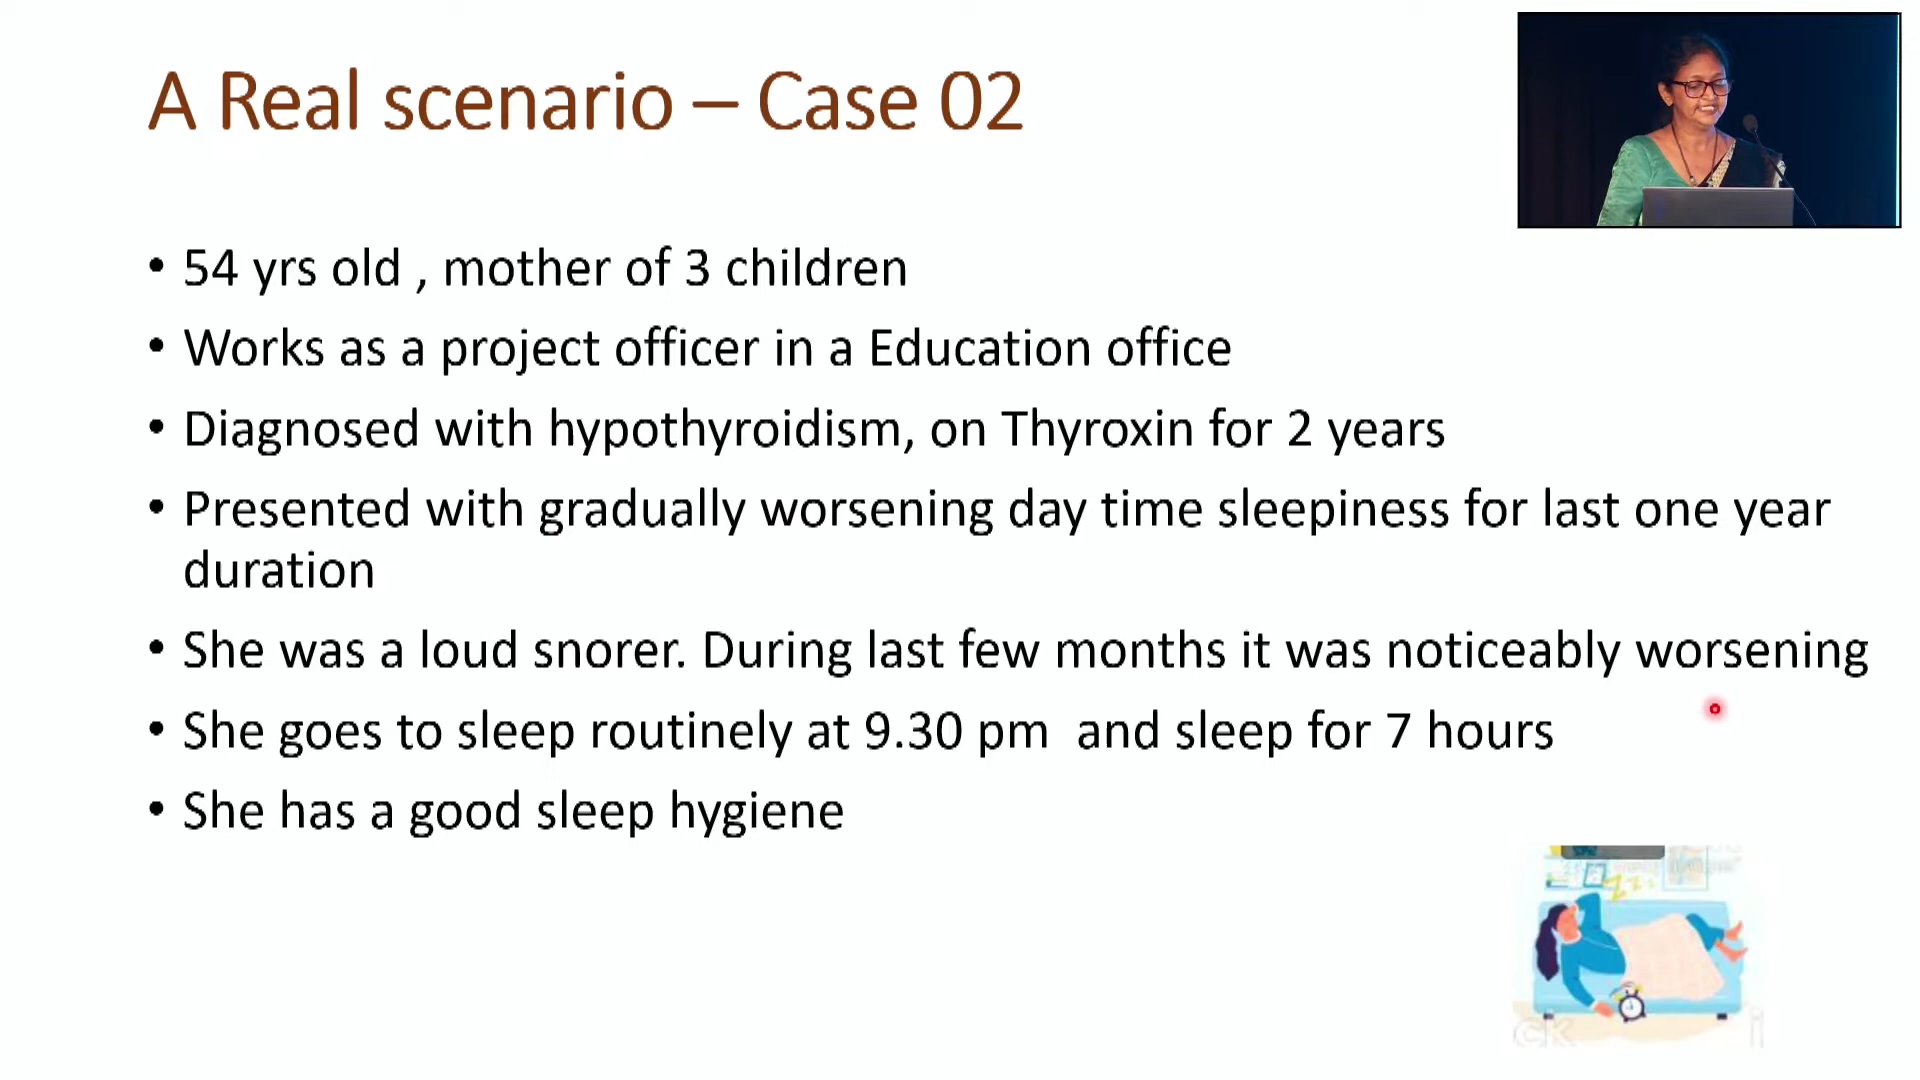 A Real scenario – Case 02
• 54 yrs old , mother of 3 children
• Works as a project officer in a Education office
• Diagnosed with hypothyroidism, on Thyroxin for 2 years
• Presented with gradually worsening day time sleepiness for last one year
duration
• She was a loud snorer. During last few months it was noticeably worsening
• She goes to sleep routinely at 9.30 pm  and sleep for 7 hours
• She has a good sleep hygiene